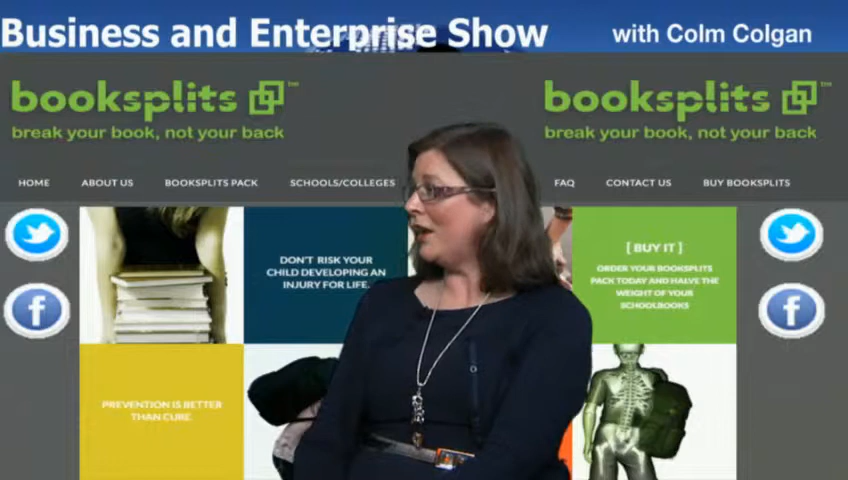 Business and Enterprise Show
with Colm Colgan
booksplits ™
break your book, not your back
booksplits ™
break your book, not your back
HOME ABOUT US BOOKSPLITS PACK SCHOOLS/COLLEGES FAQ CONTACT US BUY BOOKSPLITS
DON'T RISK YOUR
CHILD DEVELOPING AN
INJURY FOR LIFE.
[ BUY IT ]
ORDER YOUR BOOKSPLITS
PACK TODAY AND HALVE THE
WEIGHT OF YOUR
SCHOOLBOOKS
PREVENTION IS BETTER
THAN CURE.